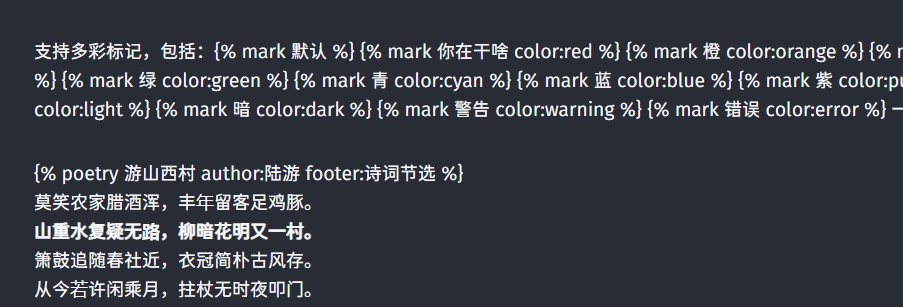 支持多彩标记，包括：{% mark 默认 %} {% mark 你在干啥 color:red %} {% mark 橙 color:orange %} {%
%} {% mark 绿 color:green %} {% mark 青 color:cyan %} {% mark 蓝 color:blue %} {% mark 紫
color:light %} {% mark 暗 color:dark %} {% mark 警告 color:warning %} {% mark 错误 color:error %} 一
{% poetry 游山西村 author:陆游 footer:诗词节选 %}
莫笑农家腊酒浑，丰年留客足鸡豚。
山重水复疑无路，柳暗花明又一村。
箫鼓追随春社近，衣冠简朴古风存。
从今若许闲乘月，拄杖无时夜叩门。